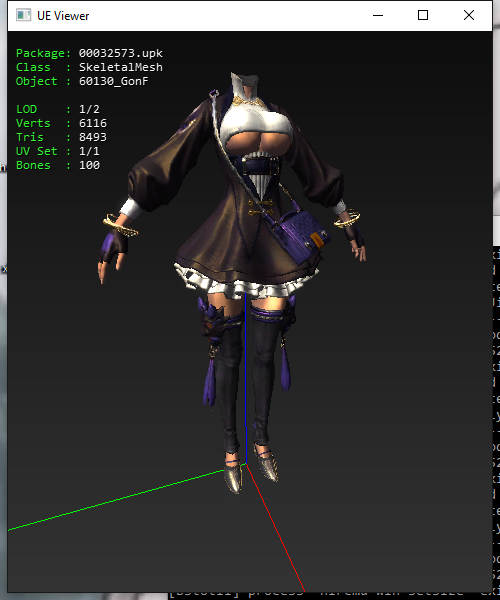 UE Viewer
Package: 00032573.upk
Class : SkeletalMesh
Object : 60130_GonF
LOD : 1/2
Verts : 6116
Tris : 8493
UV Set : 1/1
Bones : 100